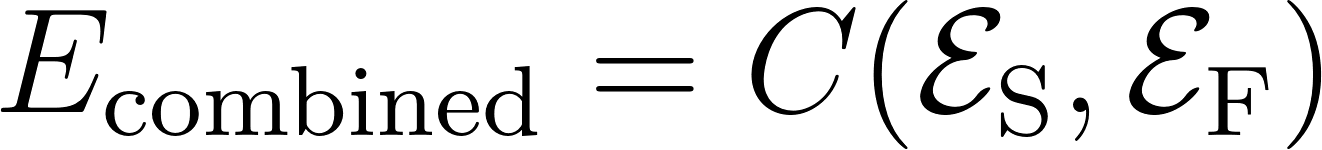 E_combined = C(ℰ_S, ℰ_F)